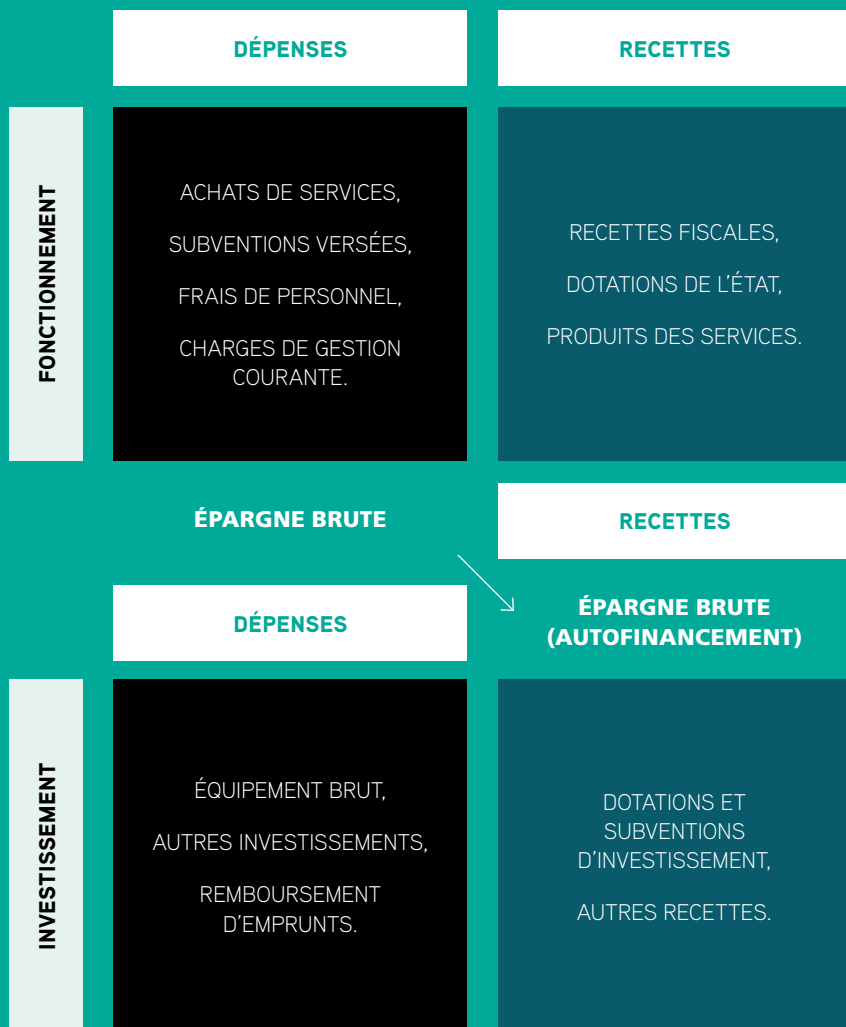 DÉPENSES
RECETTES
FONCTIONNEMENT
ACHATS DE SERVICES,
SUBVENTIONS VERSÉES,
FRAIS DE PERSONNEL,
CHARGES DE GESTION
COURANTE.
RECETTES FISCALES,
DOTATIONS DE L'ÉTAT,
PRODUITS DES SERVICES.
ÉPARGNE BRUTE
RECETTES
DÉPENSES
ÉPARGNE BRUTE
(AUTOFINANCEMENT)
INVESTISSEMENT
ÉQUIPEMENT BRUT,
AUTRES INVESTISSEMENTS,
REMBOURSEMENT
D'EMPRUNTS.
DOTATIONS ET
SUBVENTIONS
D'INVESTISSEMENT,
AUTRES RECETTES.